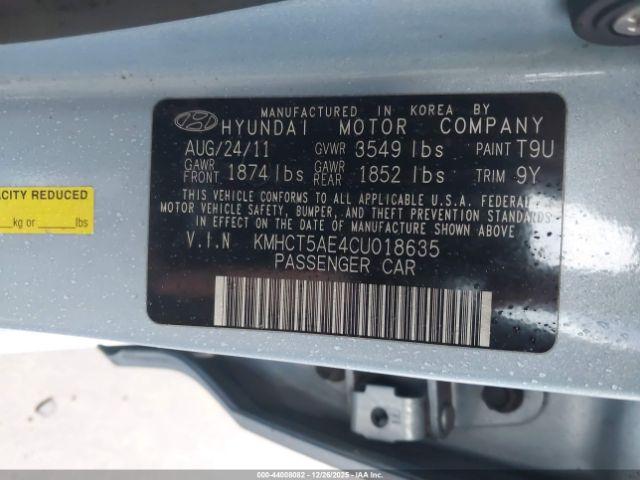 MANUFACTURED IN KOREA BY
HYUNDAI MOTOR COMPANY
AUG/24/11 GVWR 3549 lbs PAINT T9U
GAWR FRONT 1874 lbs GAWR REAR 1852 lbs TRIM 9Y
THIS VEHICLE CONFORMS TO ALL APPLICABLE U.S.A. FEDERAL
MOTOR VEHICLE SAFETY, BUMPER, AND THEFT PREVENTION STANDARDS
IN EFFECT ON THE DATE OF MANUFACTURE SHOWN ABOVE.
V.I.N KMHCT5AE4CU018635
PASSENGER CAR
REDUCED
kg or lbs
000-44008082 - 12/26/2025 - IAAI.COM